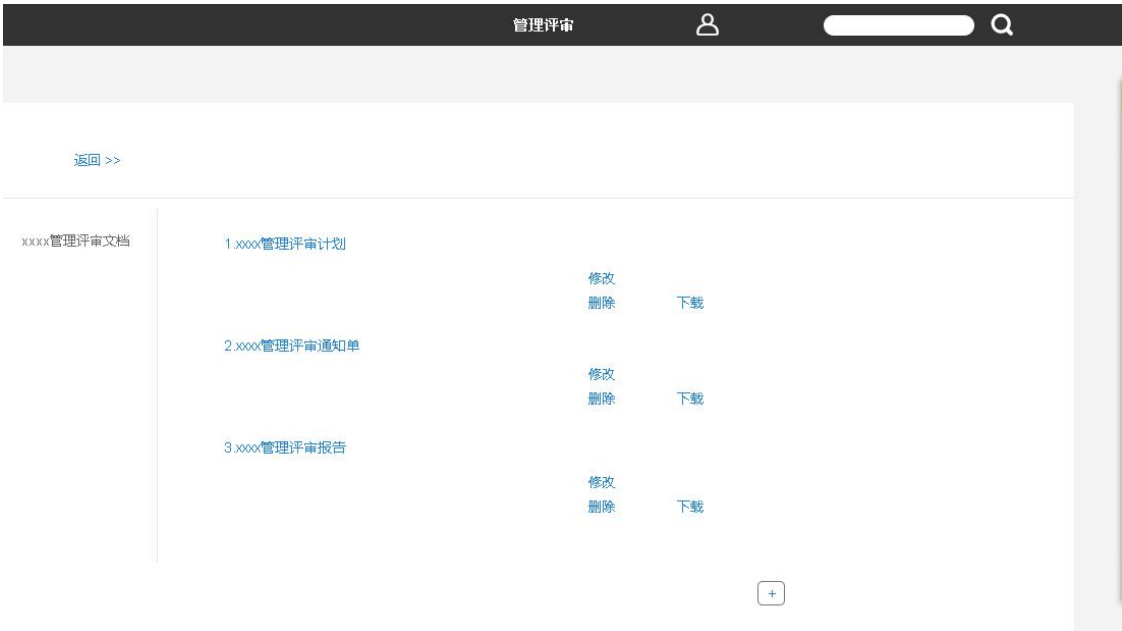 管理评审
返回 >>
xxxx管理评审文档
1.xxxx管理评审计划
修改
删除 下载
2.xxxx管理评审通知单
修改
删除 下载
3.xxxx管理评审报告
修改
删除 下载
+